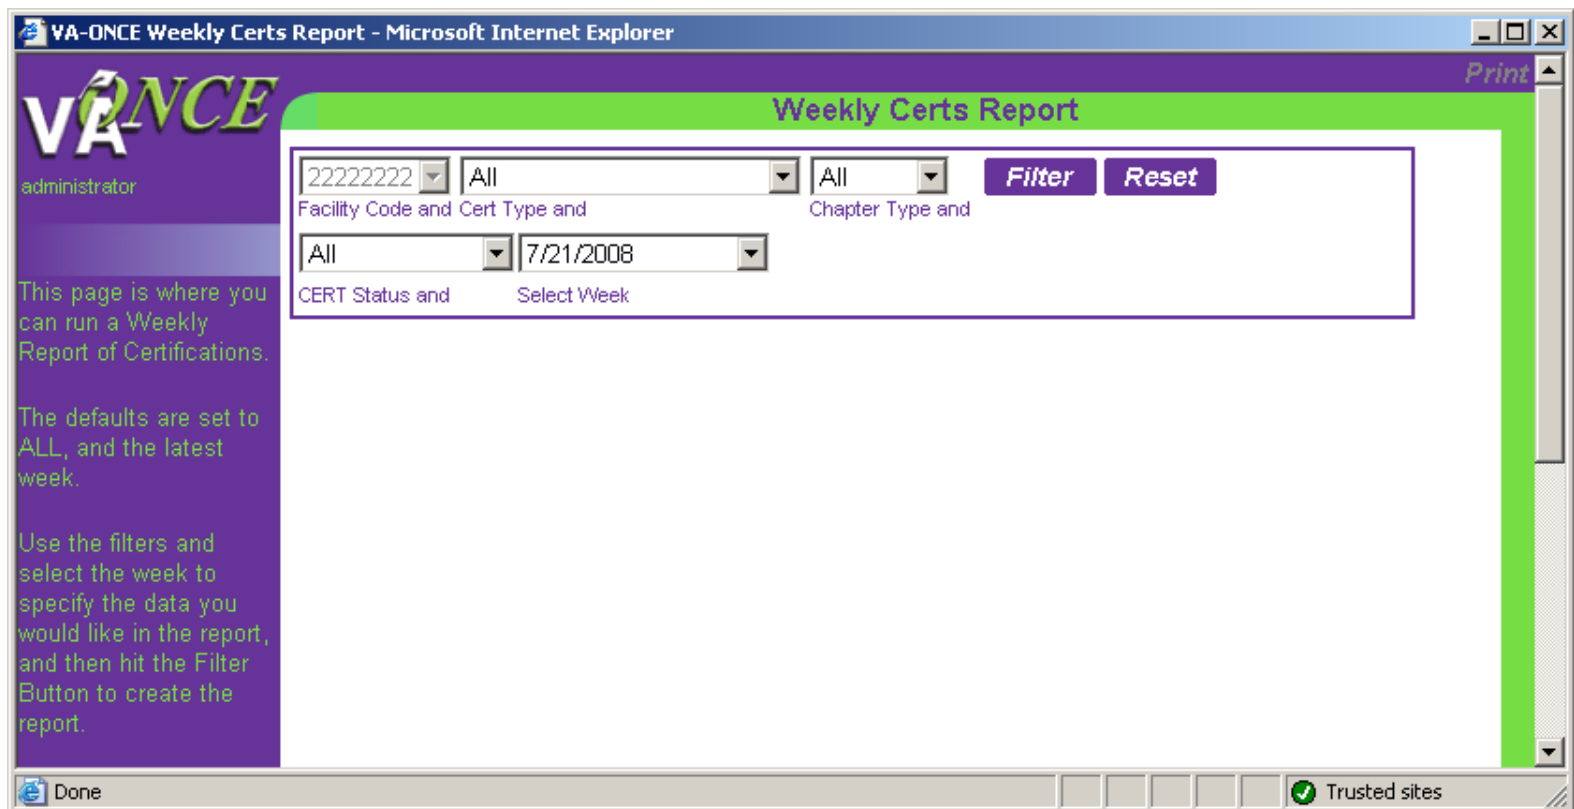 VA-ONCE Weekly Certs Report - Microsoft Internet Explorer
Print
VA ONCE
Weekly Certs Report
administrator
22222222 All All Filter Reset
Facility Code and Cert Type and Chapter Type and
All 7/21/2008
CERT Status and Select Week
This page is where you
can run a Weekly
Report of Certifications.
The defaults are set to
ALL, and the latest
week.
Use the filters and
select the week to
specify the data you
would like in the report,
and then hit the Filter
Button to create the
report.
Done Trusted sites